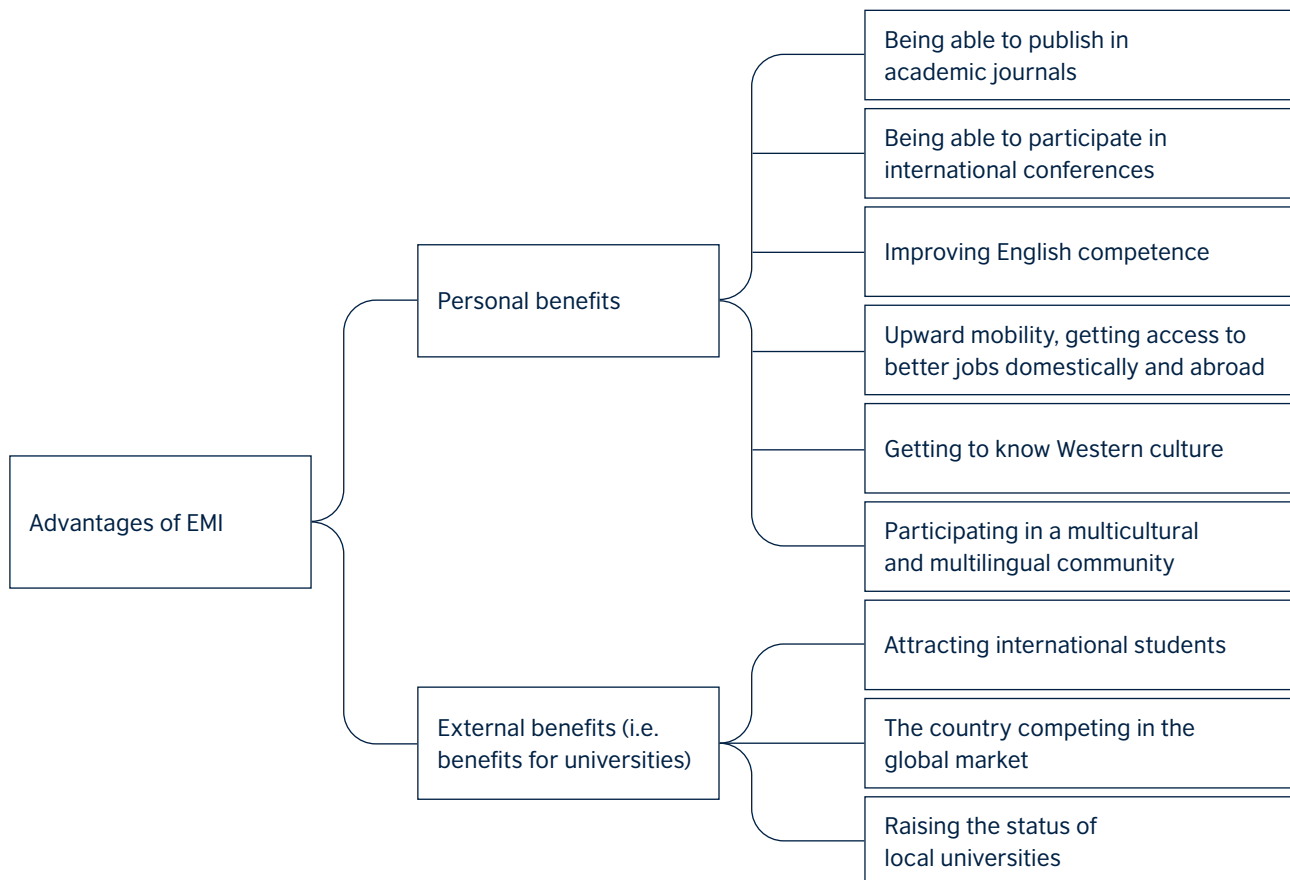 Being able to publish in
academic journals
Being able to participate in
international conferences
Improving English competence
Personal benefits
Upward mobility, getting access to
better jobs domestically and abroad
Getting to know Western culture
Advantages of EMI
Participating in a multicultural
and multilingual community
Attracting international students
External benefits (i.e.
benefits for universities)
The country competing in the
global market
Raising the status of
local universities